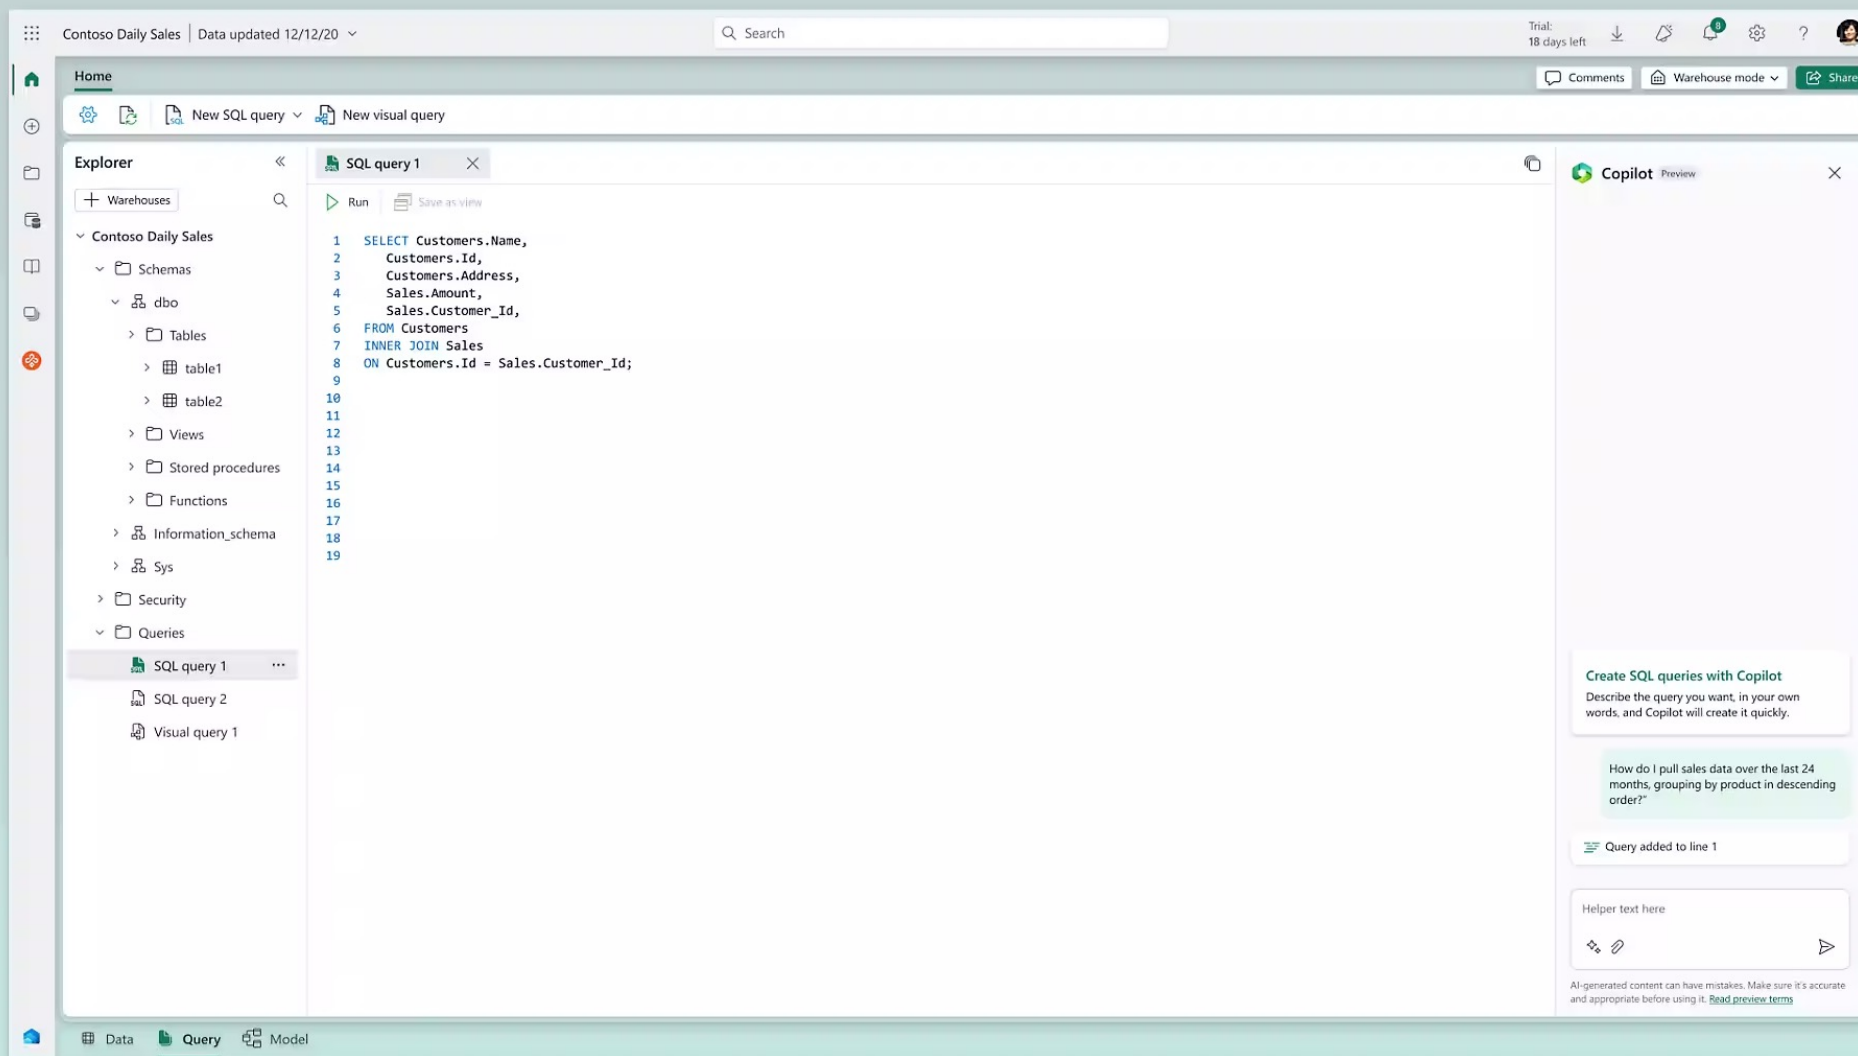 Contoso Daily Sales | Data updated 12/12/20
Search
Trial:
18 days left
8
?
Home
Comments
Warehouse mode
Share
New SQL query
New visual query
Explorer
+ Warehouses
Contoso Daily Sales
Schemas
dbo
Tables
table1
table2
Views
Stored procedures
Functions
Information_schema
Sys
Security
Queries
SQL query 1
SQL query 2
Visual query 1
SQL query 1
Run
Save as view
1 SELECT Customers.Name,
2 Customers.Id,
3 Customers.Address,
4 Sales.Amount,
5 Sales.Customer_Id,
6 FROM Customers
7 INNER JOIN Sales
8 ON Customers.Id = Sales.Customer_Id;
9
10
11
12
13
14
15
16
17
18
19
Copilot Preview
Create SQL queries with Copilot
Describe the query you want, in your own
words, and Copilot will create it quickly.
How do I pull sales data over the last 24
months, grouping by product in descending
order?"
Query added to line 1
Helper text here
AI-generated content can have mistakes. Make sure it's accurate
and appropriate before using it. Read preview terms
Data
Query
Model